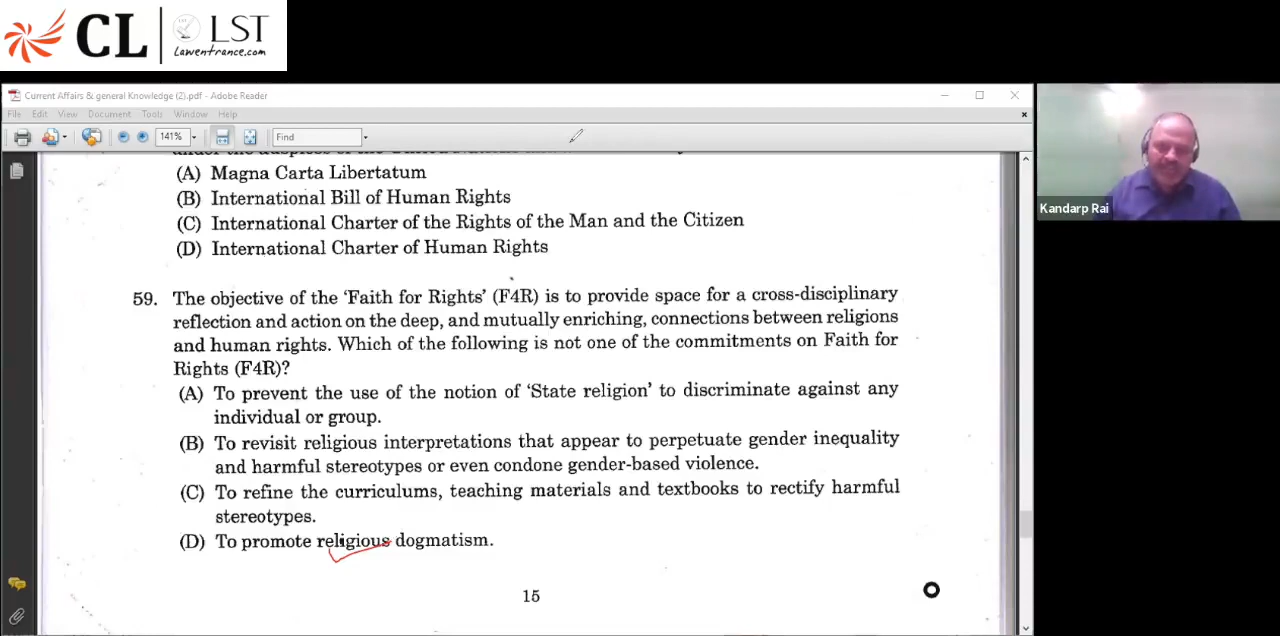 CL LST
Lawentrance.com
Current Affairs & general Knowledge (2).pdf - Adobe Reader
File Edit View Document Tools Window Help
141% Find
(A) Magna Carta Libertatum
(B) International Bill of Human Rights
(C) International Charter of the Rights of the Man and the Citizen
(D) International Charter of Human Rights
59. The objective of the 'Faith for Rights' (F4R) is to provide space for a cross-disciplinary
reflection and action on the deep, and mutually enriching, connections between religions
and human rights. Which of the following is not one of the commitments on Faith for
Rights (F4R)?
(A) To prevent the use of the notion of 'State religion' to discriminate against any
individual or group.
(B) To revisit religious interpretations that appear to perpetuate gender inequality
and harmful stereotypes or even condone gender-based violence.
(C) To refine the curriculums, teaching materials and textbooks to rectify harmful
stereotypes.
(D) To promote religious dogmatism.
15
Kandarp Rai